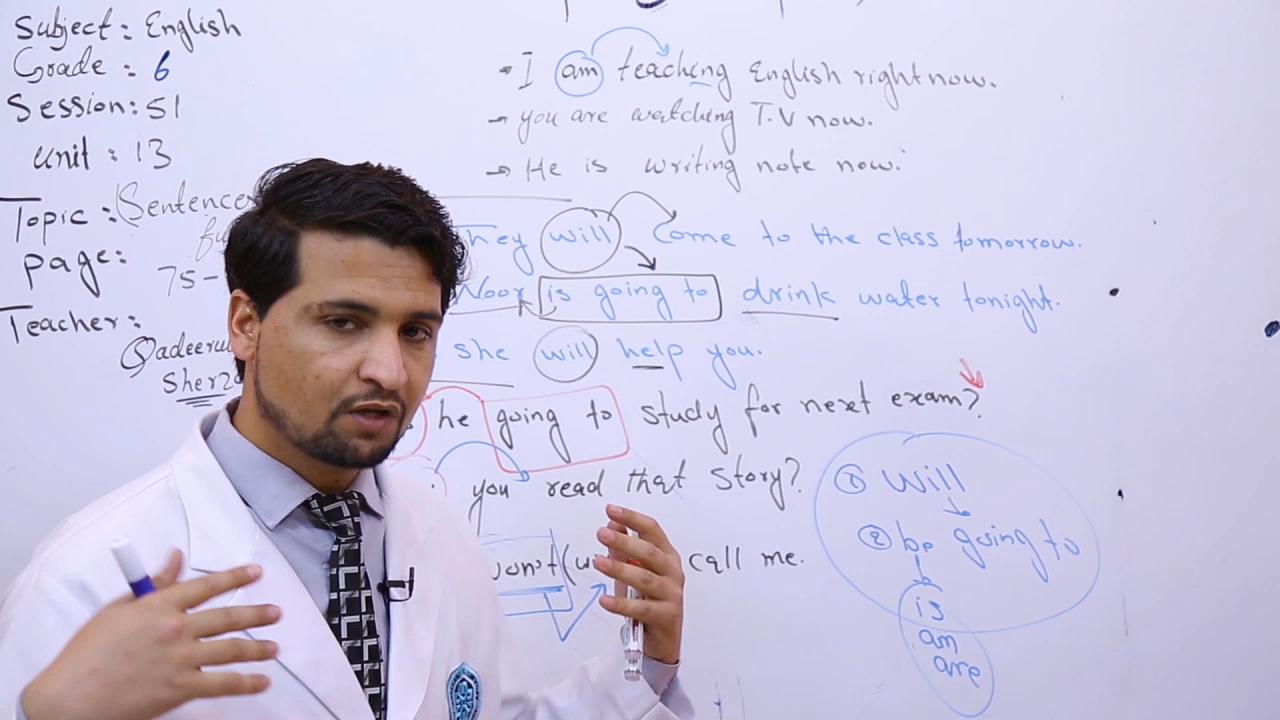 Subject: English
Grade: 6
Session: 51
Unit: 13
Topic: (Sentences
page:
75-
Teacher:
Sher
- I am teaching English right now.
- you are watching T.V now.
→ He is writing note now.
They will come to the class tomorrow.
Noor is going to drink water tonight.
she will help you.
he going to study for next exam?
you read that story?
won't ( call me.
① will
② be going to
is
am
are